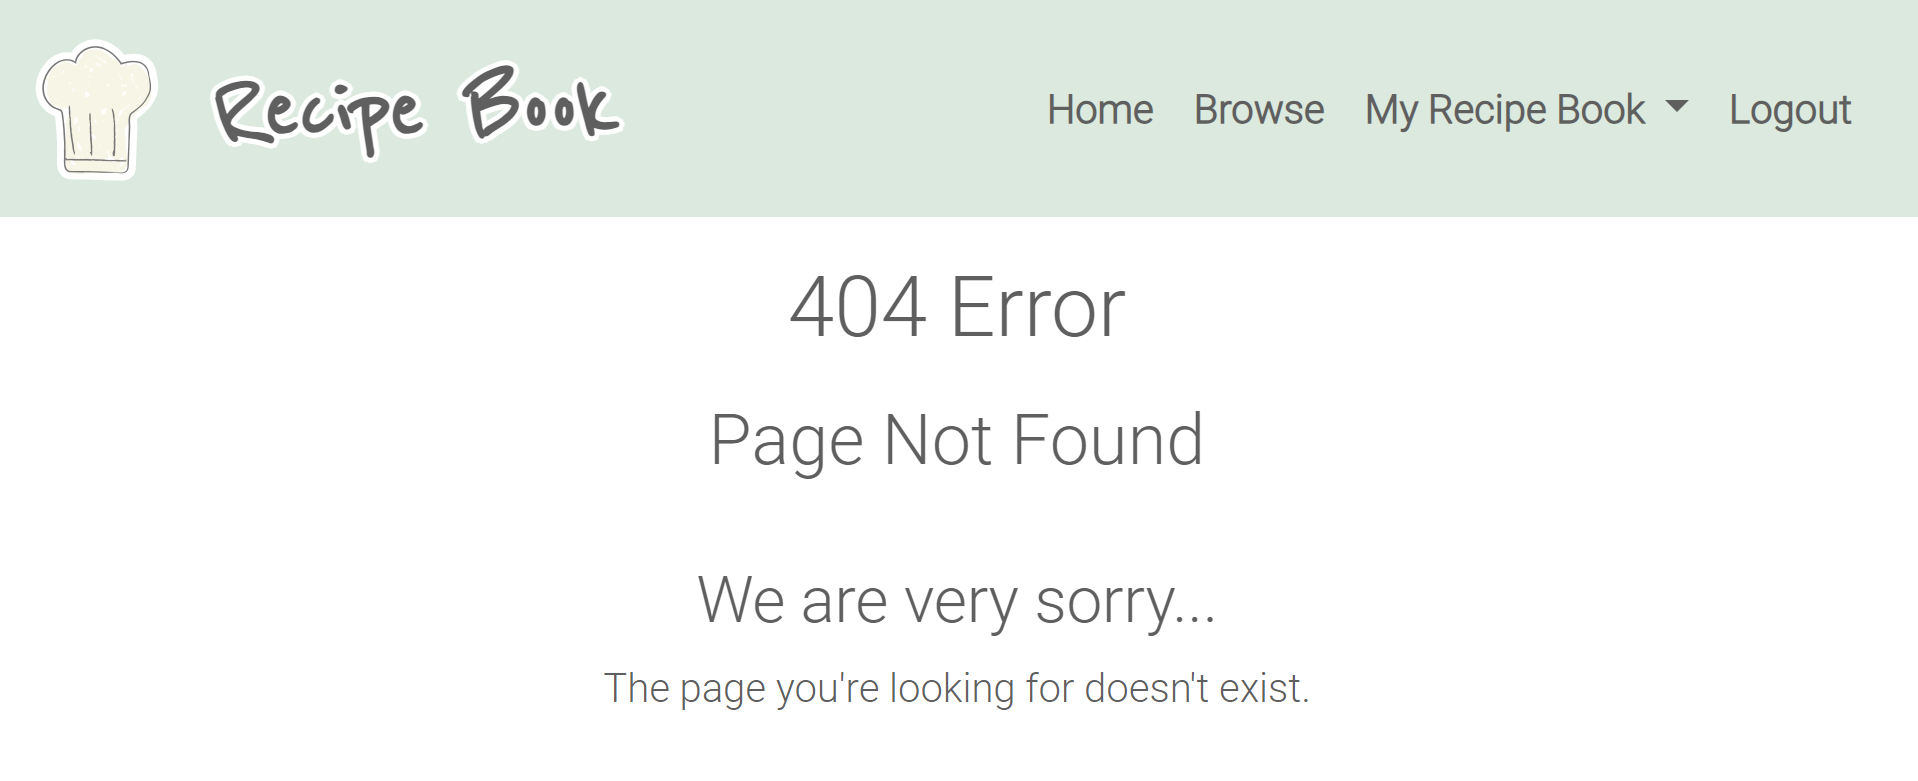 Recipe Book
Home Browse My Recipe Book Logout
404 Error
Page Not Found
We are very sorry...
The page you're looking for doesn't exist.